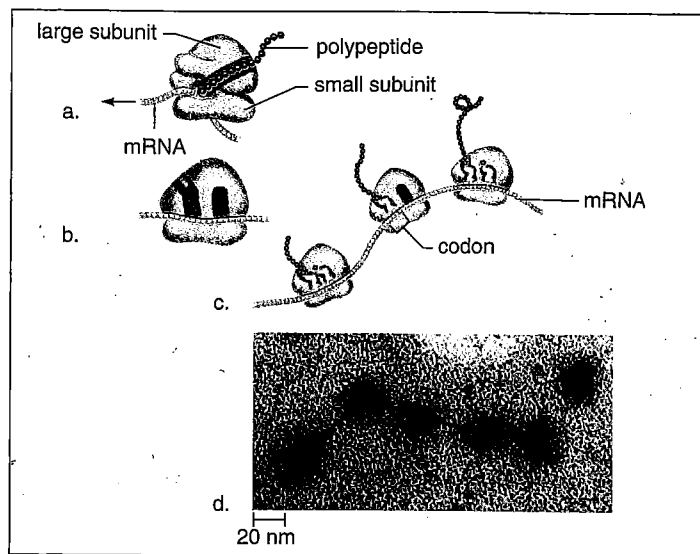 large subunit
polypeptide
small subunit
a.
mRNA
b.
mRNA
codon
c.
d.
20 nm